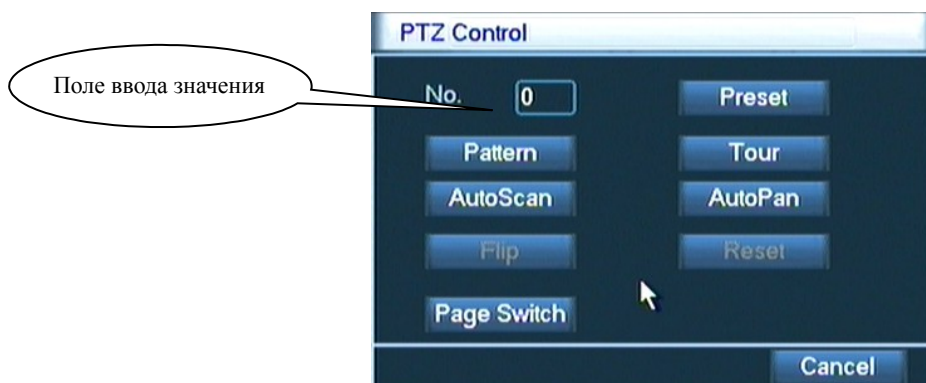 PTZ Control
Поле ввода значения
No. 0 Preset
Pattern Tour
AutoScan AutoPan
Flip Reset
Page Switch
Cancel